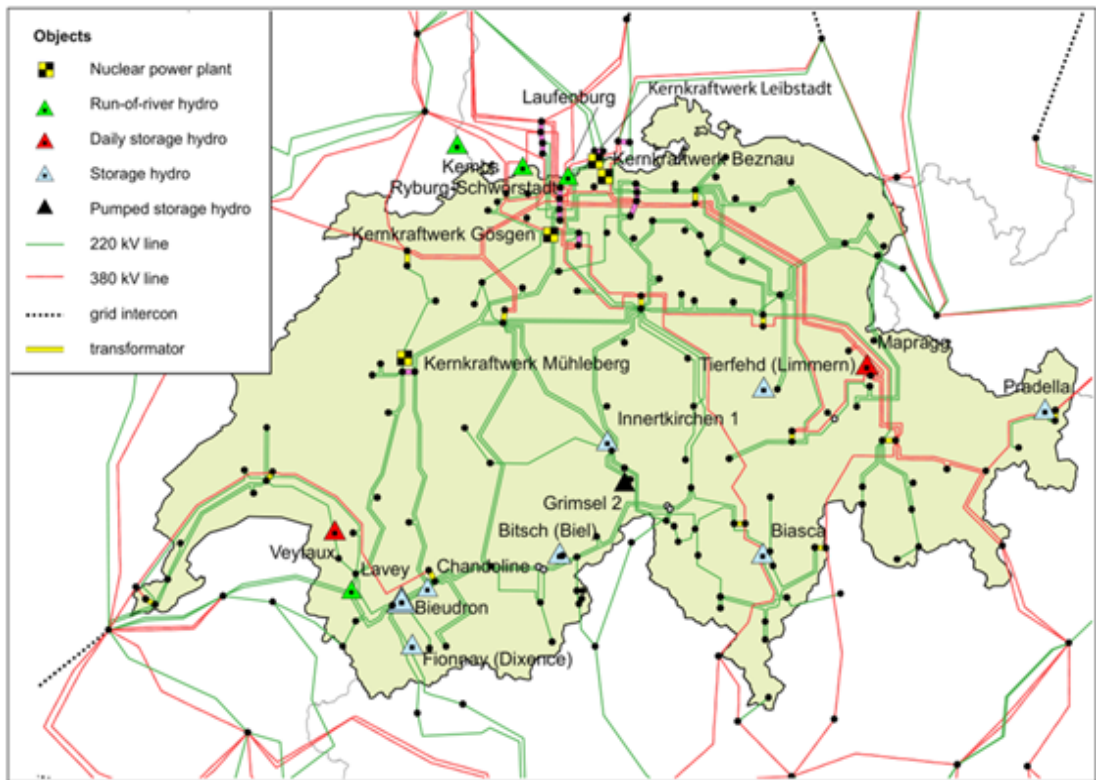 Objects
Nuclear power plant
Run-of-river hydro
Daily storage hydro
Storage hydro
Pumped storage hydro
220 kV line
380 kV line
grid intercon
transformator
Laufenburg
Kernkraftwerk Leibstadt
Kembs
Kernkraftwerk Beznau
Ryburg-Schwörstadt
Kernkraftwerk Gösgen
Mapragg
Kernkraftwerk Mühleberg
Tierfehd (Limmern)
Pradella
Innertkirchen 1
Grimsel 2
Bitsch (Biel)
Biasca
Veytaux
Lavey
Chandoline
Bieudron
Fionnay (Dixence)